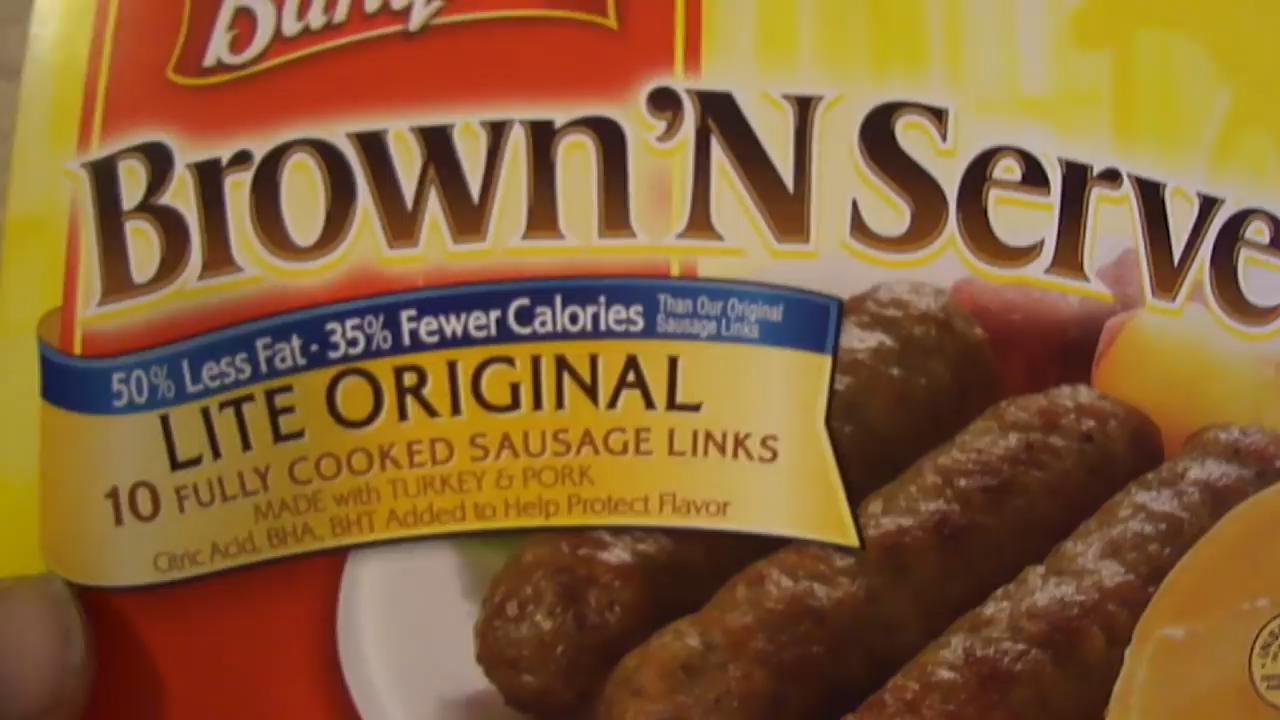 Brown 'N Serve
50% Less Fat - 35% Fewer Calories Than Our Original Sausage Links
LITE ORIGINAL
10 FULLY COOKED SAUSAGE LINKS
MADE with TURKEY & PORK
Citric Acid, BHA, BHT Added to Help Protect Flavor